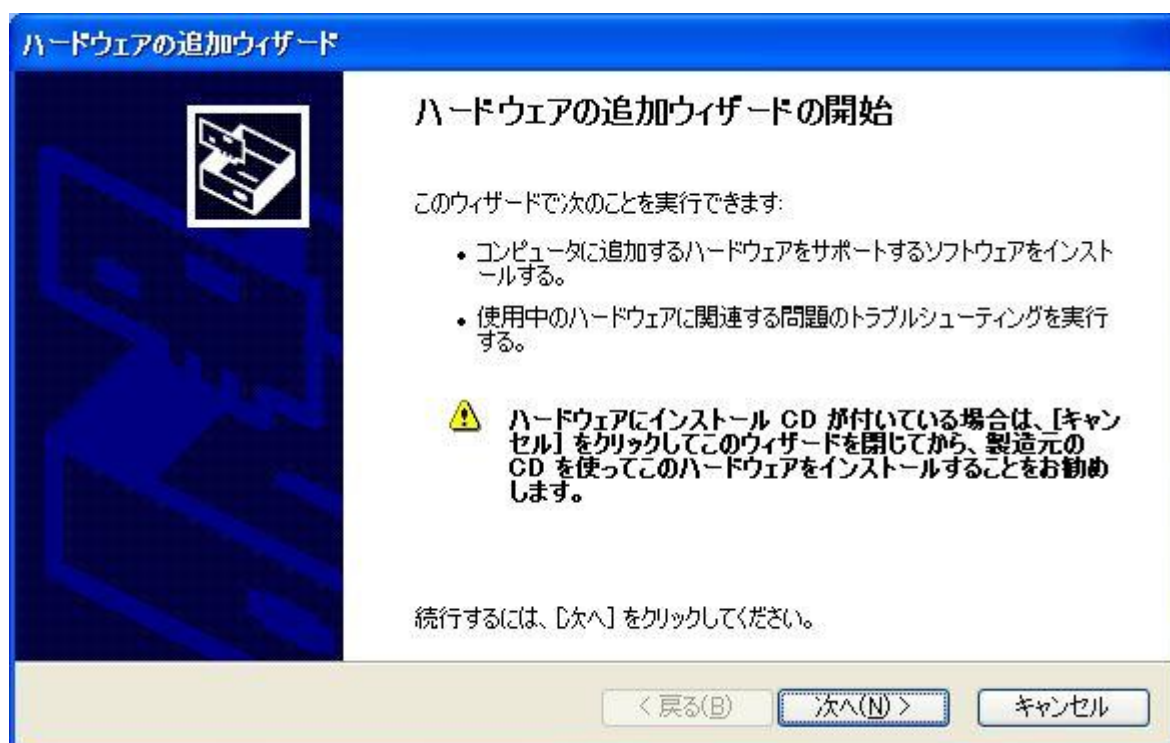 ハードウェアの追加ウィザード
ハードウェアの追加ウィザードの開始
このウィザードで次のことを実行できます:
• コンピュータに追加するハードウェアをサポートするソフトウェアをインスト
ールする。
• 使用中のハードウェアに関連する問題のトラブルシューティングを実行
する。
ハードウェアにインストール CD が付いている場合は、[キャン
セル] をクリックしてこのウィザードを閉じてから、製造元の
CD を使ってこのハードウェアをインストールすることをお勧め
します。
続行するには、[次へ] をクリックしてください。
< 戻る(B) 次へ(N) > キャンセル